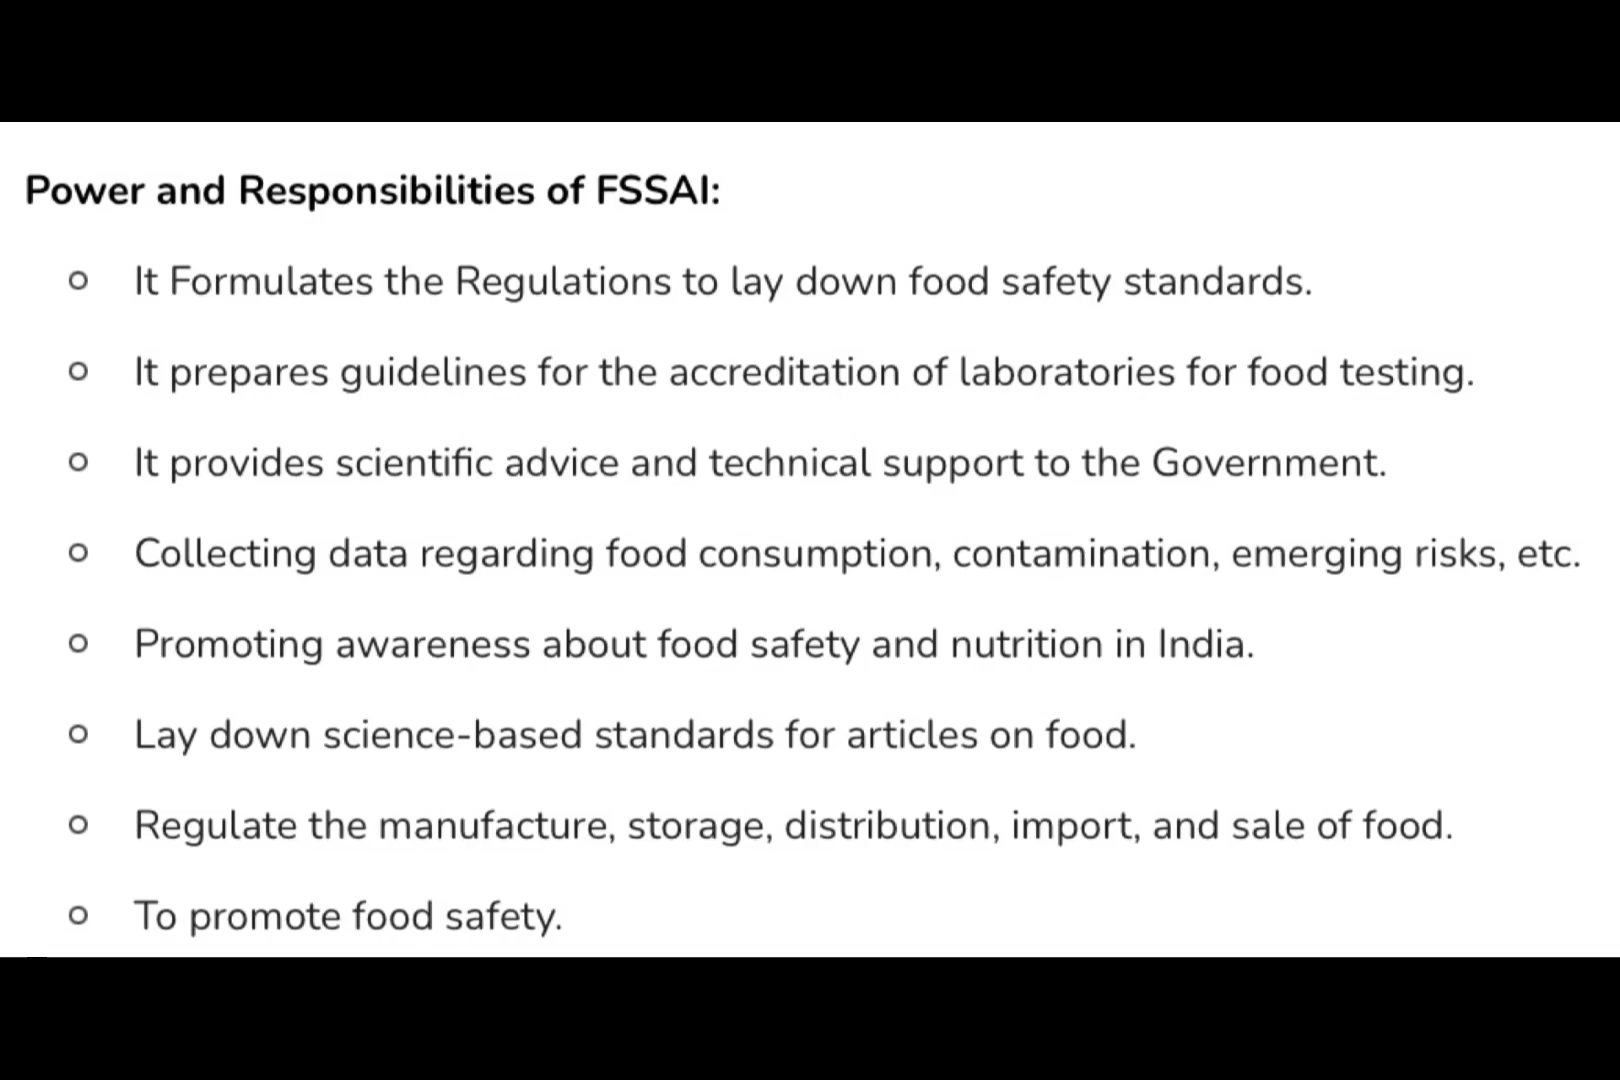 Power and Responsibilities of FSSAI:
It Formulates the Regulations to lay down food safety standards.
It prepares guidelines for the accreditation of laboratories for food testing.
It provides scientific advice and technical support to the Government.
Collecting data regarding food consumption, contamination, emerging risks, etc.
Promoting awareness about food safety and nutrition in India.
Lay down science-based standards for articles on food.
Regulate the manufacture, storage, distribution, import, and sale of food.
To promote food safety.